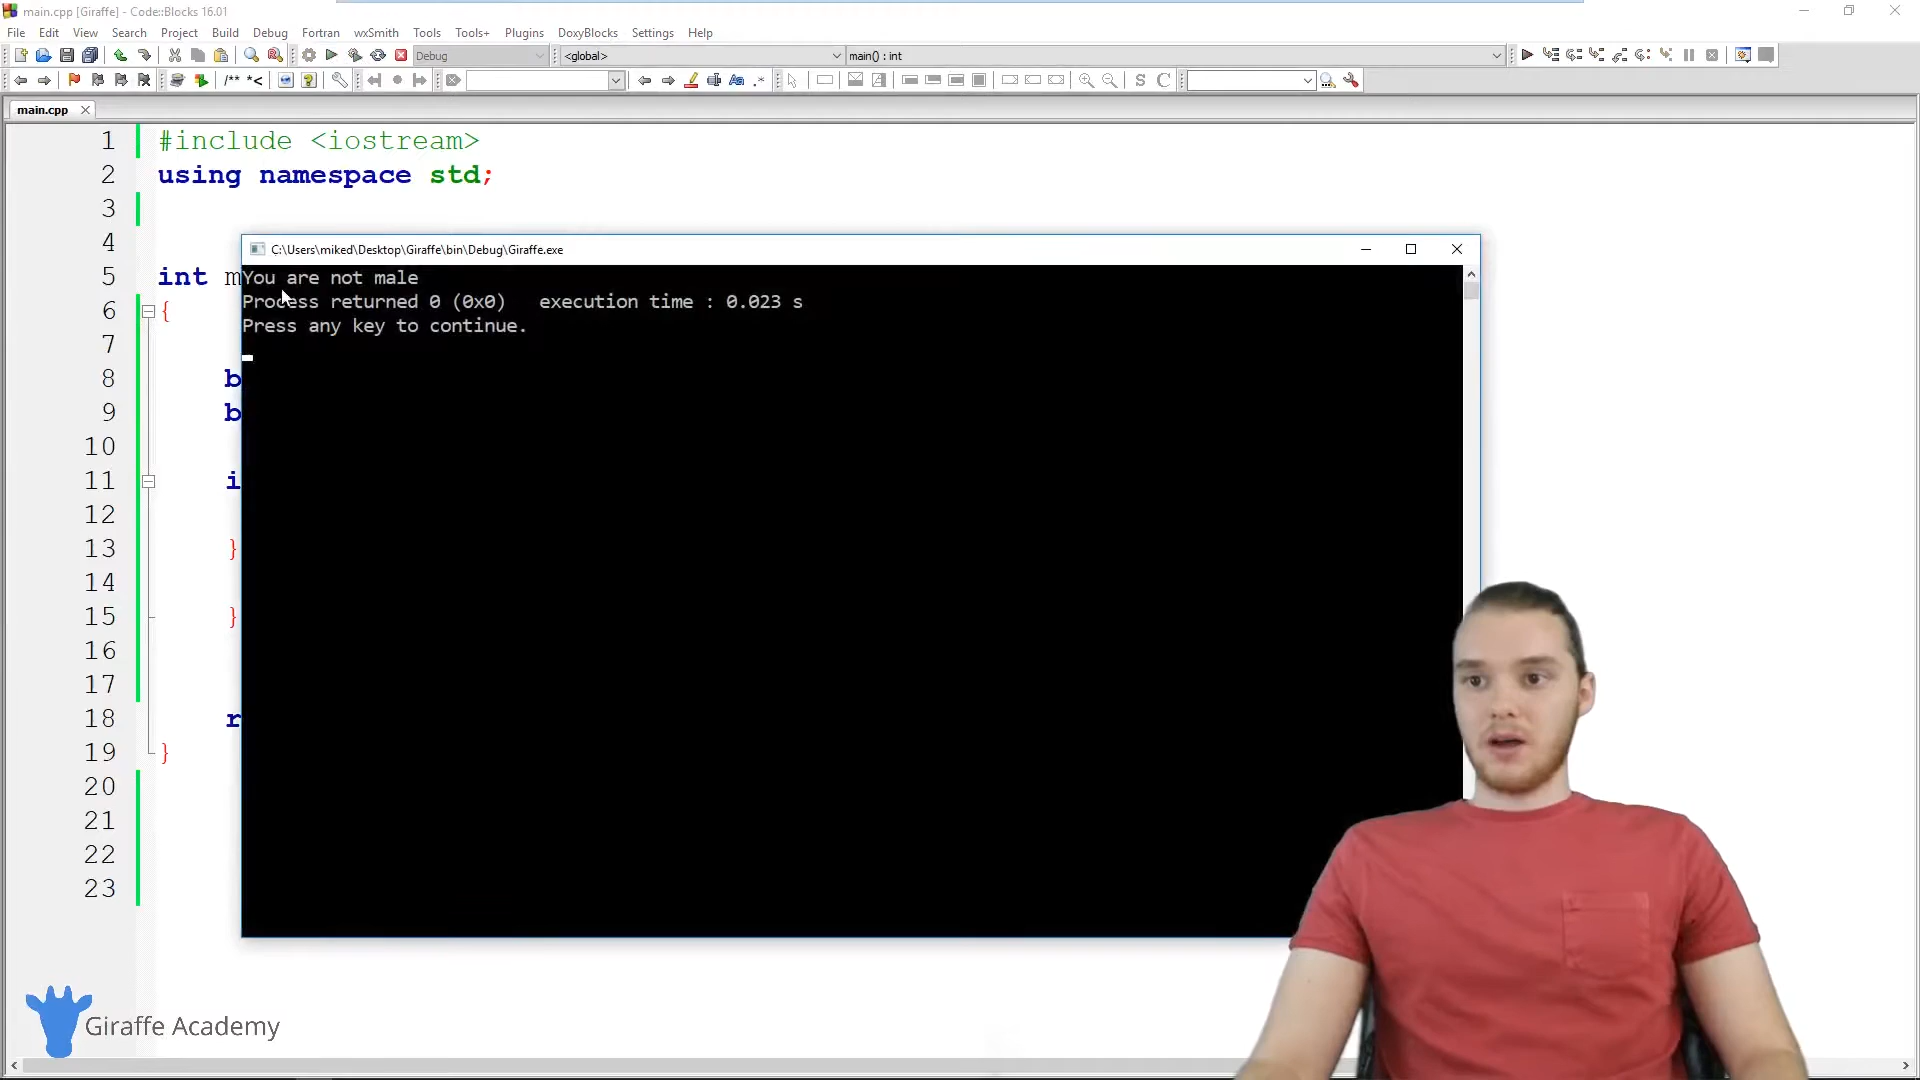 main.cpp [Giraffe] - Code::Blocks 16.01
File Edit View Search Project Build Debug Fortran wxSmith Tools Tools+ Plugins DoxyBlocks Settings Help
Debug <global> main() : int
/** *< Aa .* S C
main.cpp
1 #include <iostream>
2 using namespace std;
3
4
C:\Users\miked\Desktop\Giraffe\bin\Debug\Giraffe.exe
5 int m
You are not male
Process returned 0 (0x0)   execution time : 0.023 s
Press any key to continue.
6 {
7
8 b
9 b
10
11 i
12
13 }
14
15 }
16
17
18 r
19 }
20
21
22
23
Giraffe Academy